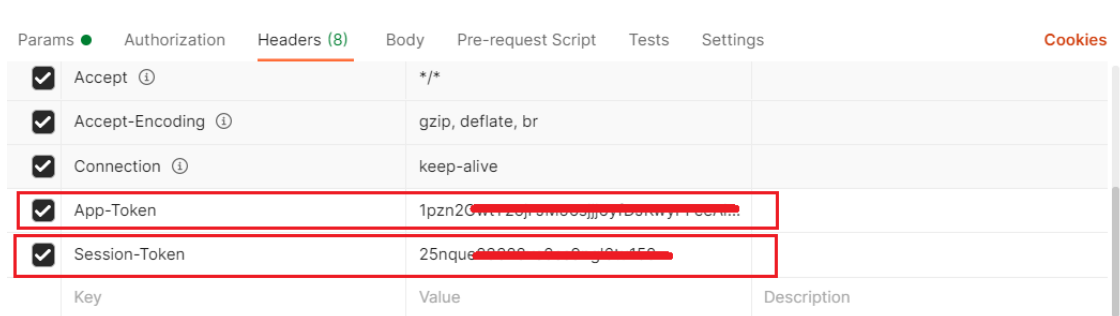 Params Authorization Headers (8) Body Pre-request Script Tests Settings Cookies
Accept */*
Accept-Encoding gzip, deflate, br
Connection keep-alive
App-Token
Session-Token
Key Value Description